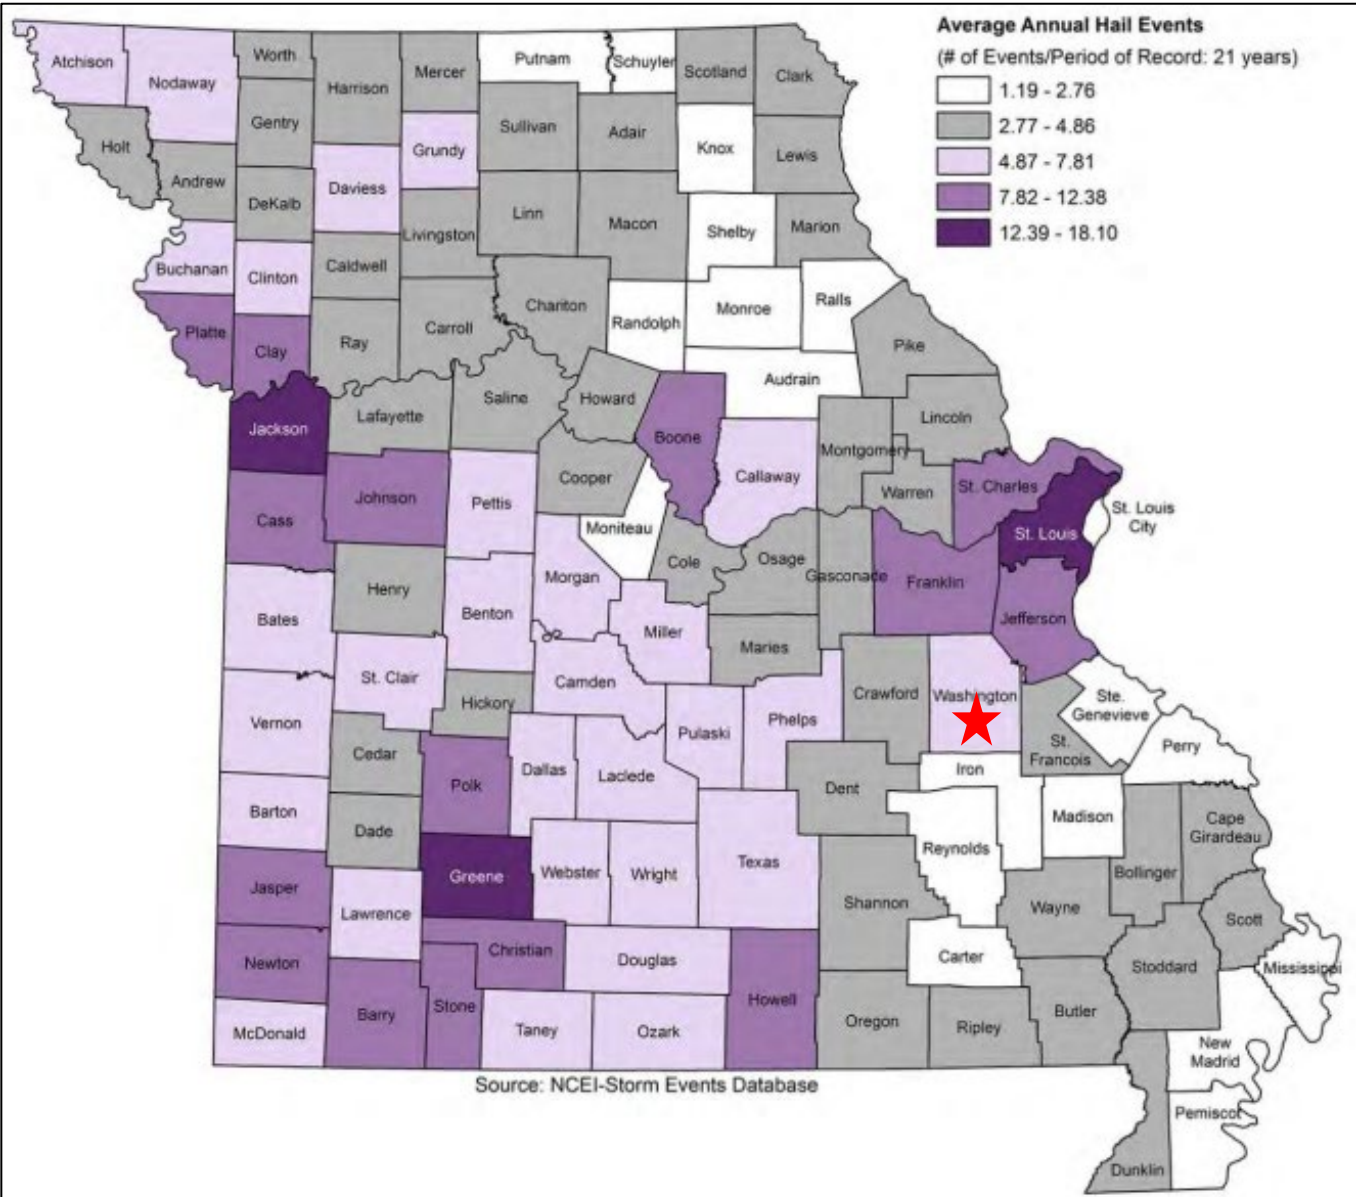 Average Annual Hail Events
(# of Events/Period of Record: 21 years)
1.19 - 2.76
2.77 - 4.86
4.87 - 7.81
7.82 - 12.38
12.39 - 18.10
Atchison
Nodaway
Worth
Harrison
Mercer
Putnam
Schuyler
Scotland
Clark
Holt
Andrew
Gentry
DeKalb
Daviess
Grundy
Sullivan
Adair
Knox
Lewis
Buchanan
Clinton
Caldwell
Livingston
Linn
Macon
Shelby
Marion
Platte
Clay
Ray
Carroll
Chariton
Randolph
Monroe
Ralls
Pike
Audrain
Jackson
Lafayette
Saline
Howard
Boone
Callaway
Montgomery
Lincoln
Warren
St. Charles
St. Louis
St. Louis
City
Cass
Johnson
Pettis
Cooper
Moniteau
Cole
Osage
Gasconade
Franklin
Jefferson
Bates
Henry
Benton
Morgan
Miller
Maries
St. Clair
Hickory
Camden
Pulaski
Phelps
Crawford
Washington
Ste.
Genevieve
St.
Francois
Perry
Vernon
Cedar
Polk
Dallas
Laclede
Dent
Iron
Madison
Barton
Dade
Greene
Webster
Wright
Texas
Shannon
Reynolds
Wayne
Bollinger
Cape
Girardeau
Jasper
Lawrence
Christian
Douglas
Howell
Carter
Scott
Stoddard
Mississippi
Newton
McDonald
Barry
Stone
Taney
Ozark
Oregon
Ripley
Butler
New
Madrid
Pemiscot
Dunklin
Source: NCEI-Storm Events Database